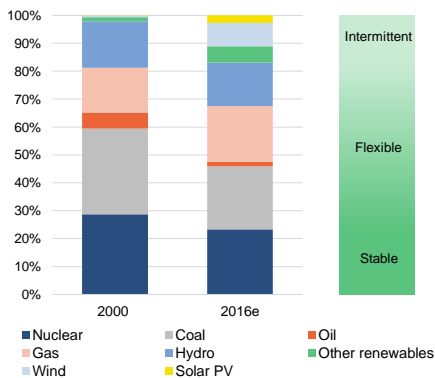 100%
90%
80%
70%
60%
50%
40%
30%
20%
10%
0%
2000 2016e
Intermittent
Flexible
Stable
Nuclear Coal Oil
Gas Hydro Other renewables
Wind Solar PV